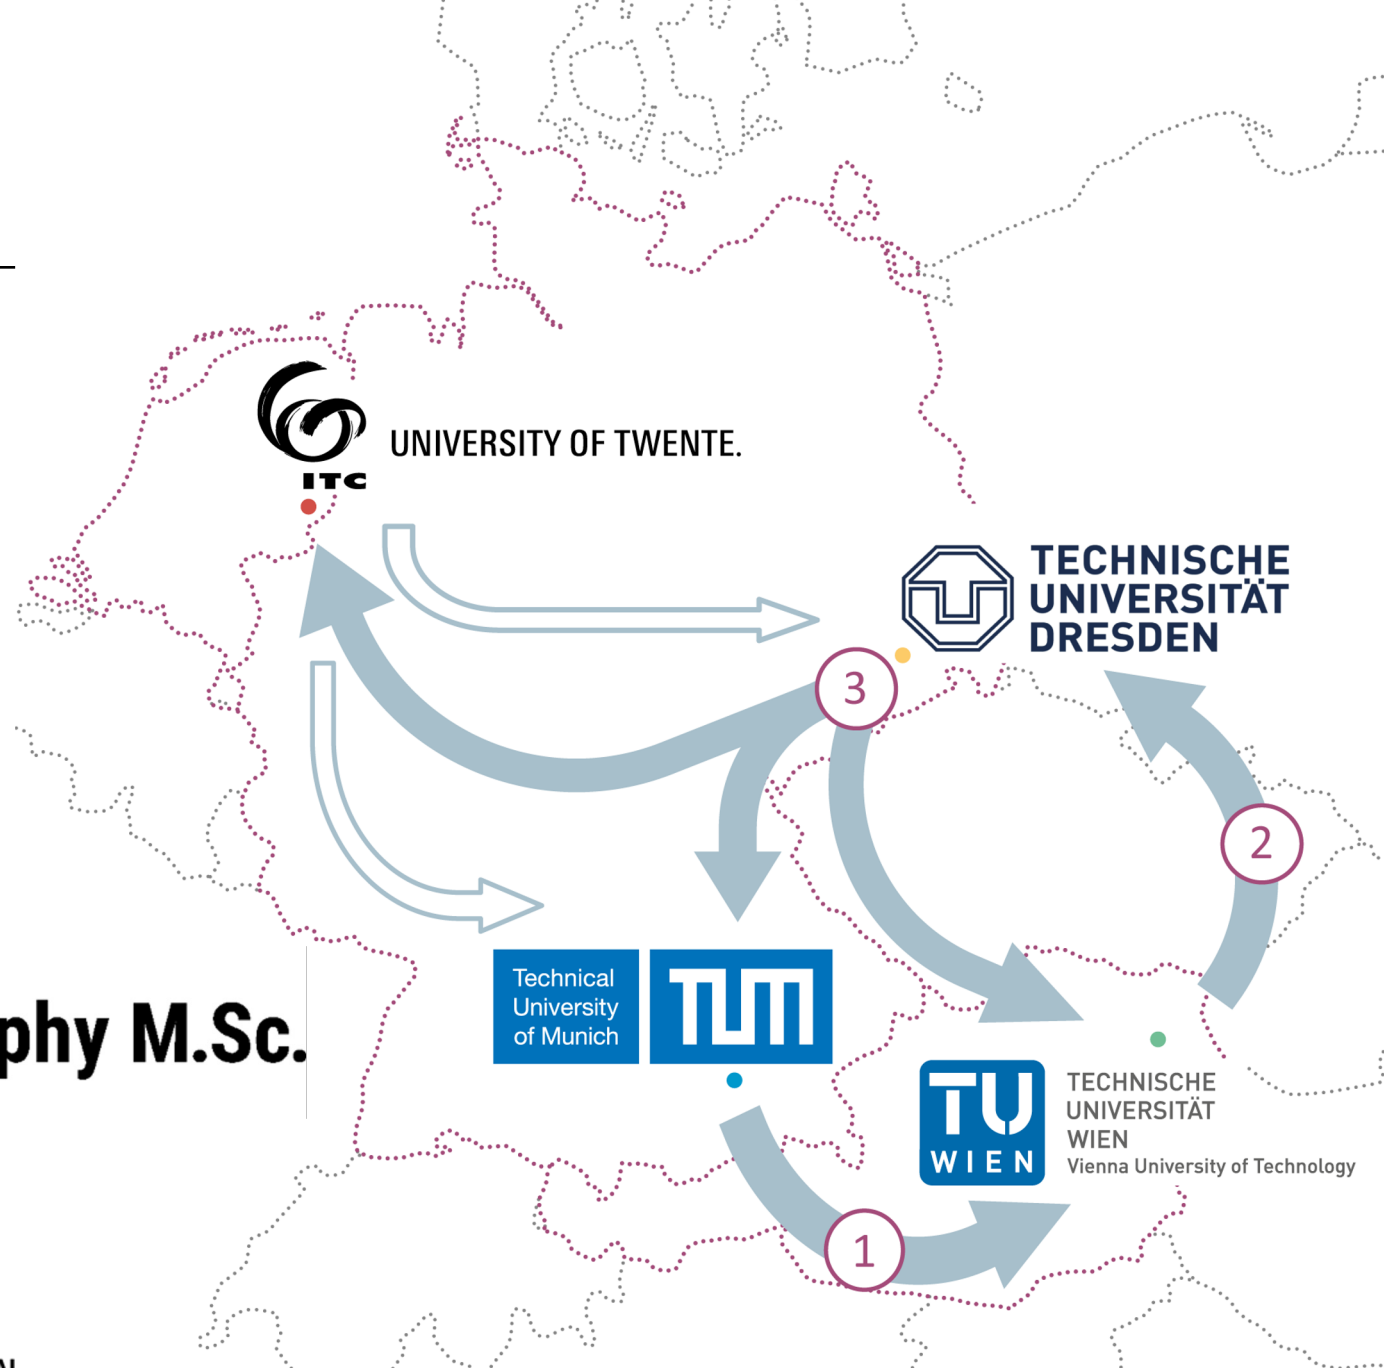 ITC
UNIVERSITY OF TWENTE.
TECHNISCHE
UNIVERSITÄT
DRESDEN
3
2
phy M.Sc.
Technical
University
of Munich
TUM
TU
WIEN
TECHNISCHE
UNIVERSITÄT
WIEN
Vienna University of Technology
1